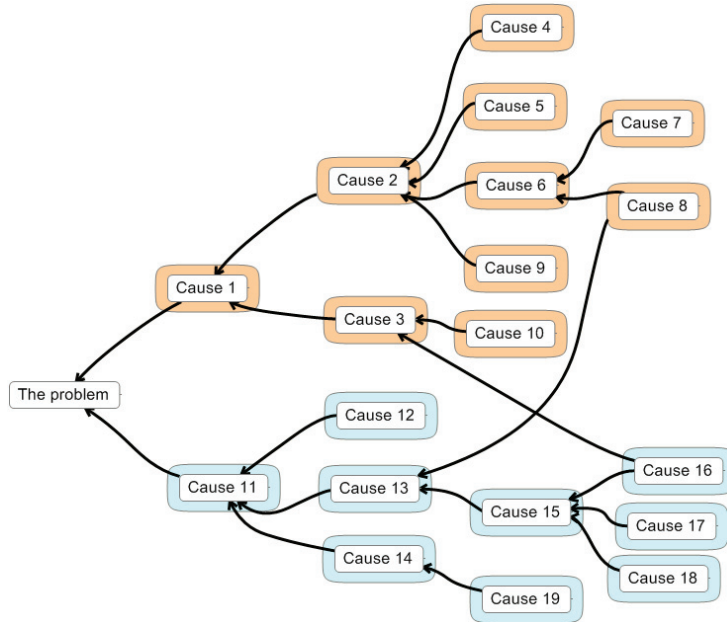 Cause 4
Cause 5
Cause 7
Cause 2
Cause 6
Cause 8
Cause 9
Cause 1
Cause 3
Cause 10
The problem
Cause 12
Cause 16
Cause 11
Cause 13
Cause 15
Cause 17
Cause 14
Cause 18
Cause 19